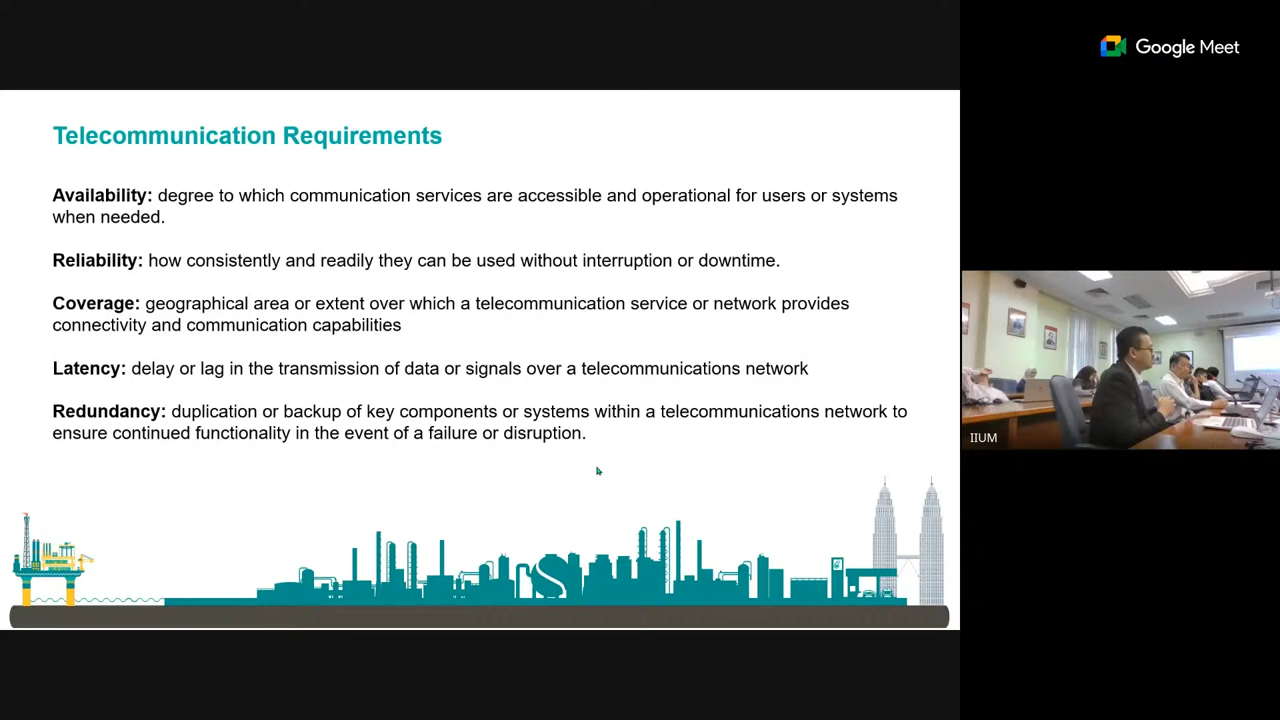 Google Meet
Telecommunication Requirements
Availability: degree to which communication services are accessible and operational for users or systems
when needed.
Reliability: how consistently and readily they can be used without interruption or downtime.
Coverage: geographical area or extent over which a telecommunication service or network provides
connectivity and communication capabilities
Latency: delay or lag in the transmission of data or signals over a telecommunications network
Redundancy: duplication or backup of key components or systems within a telecommunications network to
ensure continued functionality in the event of a failure or disruption.
IIUM